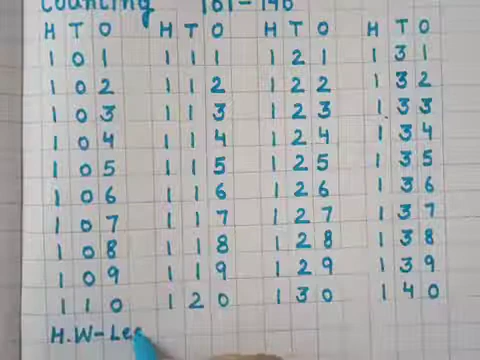 Counting 101-140
H T O H T O H T O H T O
1 0 1 1 1 1 1 2 1 1 3 1
1 0 2 1 1 2 1 2 2 1 3 2
1 0 3 1 1 3 1 2 3 1 3 3
1 0 4 1 1 4 1 2 4 1 3 4
1 0 5 1 1 5 1 2 5 1 3 5
1 0 6 1 1 6 1 2 6 1 3 6
1 0 7 1 1 7 1 2 7 1 3 7
1 0 8 1 1 8 1 2 8 1 3 8
1 0 9 1 1 9 1 2 9 1 3 9
1 1 0 1 2 0 1 3 0 1 4 0
H.W-